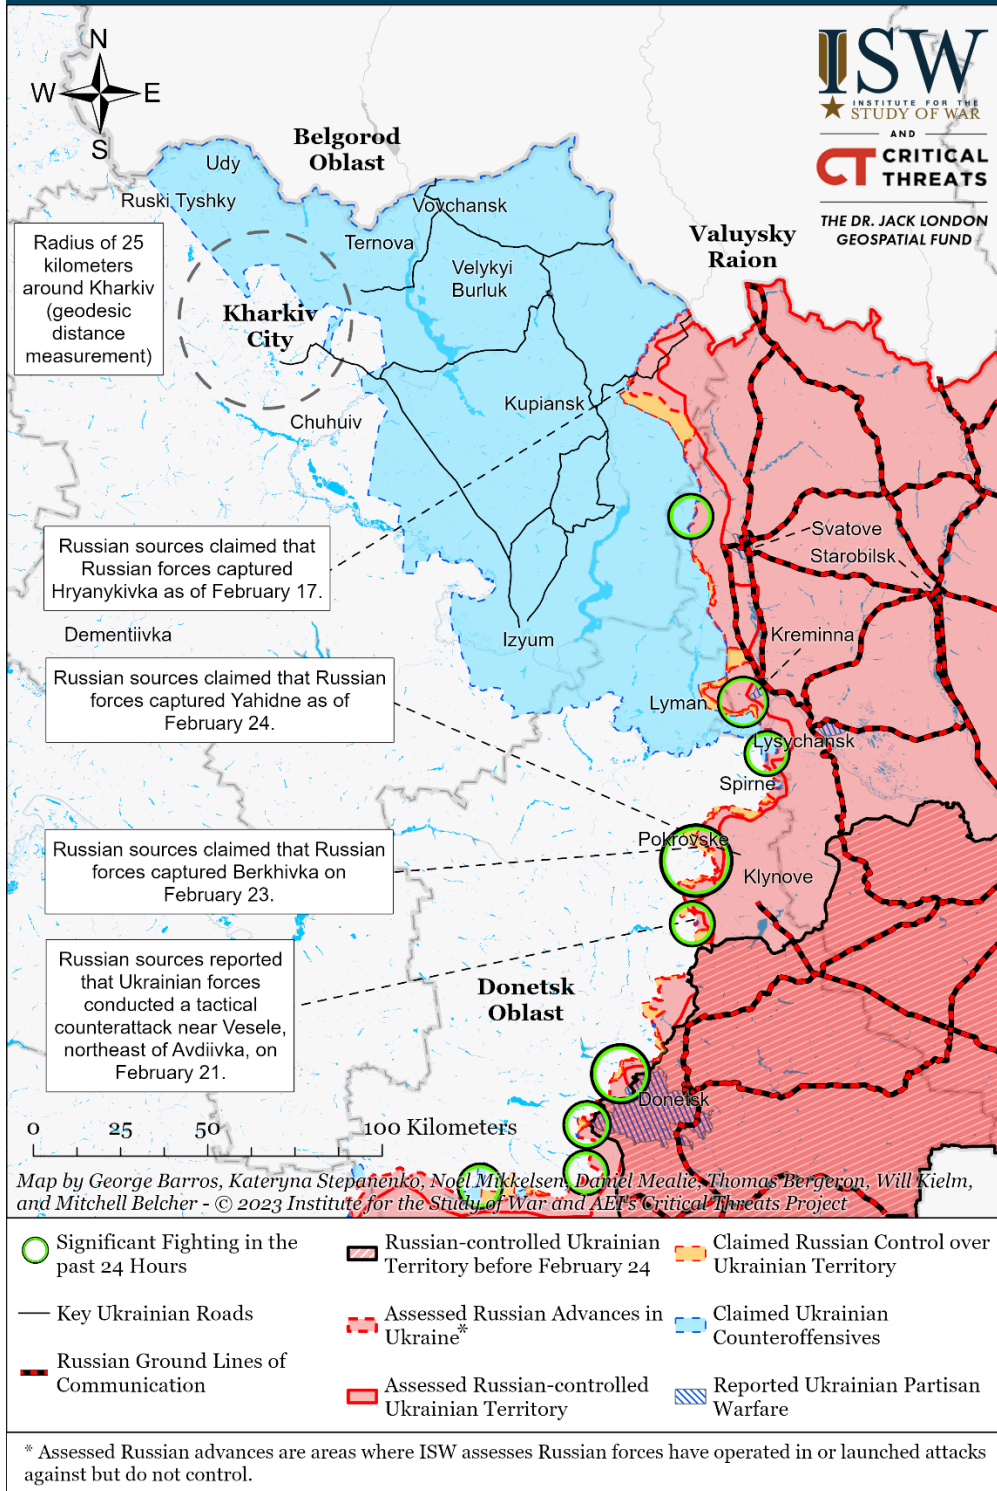 N
W
E
S
ISW
INSTITUTE FOR THE
STUDY OF WAR
AND
CT CRITICAL
THREATS
THE DR. JACK LONDON
GEOSPATIAL FUND
Belgorod
Oblast
Udy
Ruski Tyshky
Vovchansk
Ternova
Valuysky
Raion
Radius of 25
kilometers
around Kharkiv
(geodesic
distance
measurement)
Velykyi
Burluk
Kharkiv
City
Kupiansk
Chuhuiv
Svatove
Starobilsk
Russian sources claimed that
Russian forces captured
Hryanykivka as of February 17.
Dementiivka
Izyum
Kreminna
Russian sources claimed that Russian
forces captured Yahidne as of
February 24.
Lyman
Lysychansk
Spirne
Pokrovske
Russian sources claimed that Russian
forces captured Berkhivka on
February 23.
Klynove
Russian sources reported
that Ukrainian forces
conducted a tactical
counterattack near Vesele,
northeast of Avdiivka, on
February 21.
Donetsk
Oblast
Donetsk
0 25 50 100 Kilometers
Map by George Barros, Kateryna Stepanenko, Noel Mikkelsen, Daniel Mealie, Thomas Bergeron, Will Kielm,
and Mitchell Belcher - © 2023 Institute for the Study of War and AEI's Critical Threats Project
Significant Fighting in the
past 24 Hours
Key Ukrainian Roads
Russian Ground Lines of
Communication
Russian-controlled Ukrainian
Territory before February 24
Assessed Russian Advances in
Ukraine*
Assessed Russian-controlled
Ukrainian Territory
Claimed Russian Control over
Ukrainian Territory
Claimed Ukrainian
Counteroffensives
Reported Ukrainian Partisan
Warfare
* Assessed Russian advances are areas where ISW assesses Russian forces have operated in or launched attacks
against but do not control.